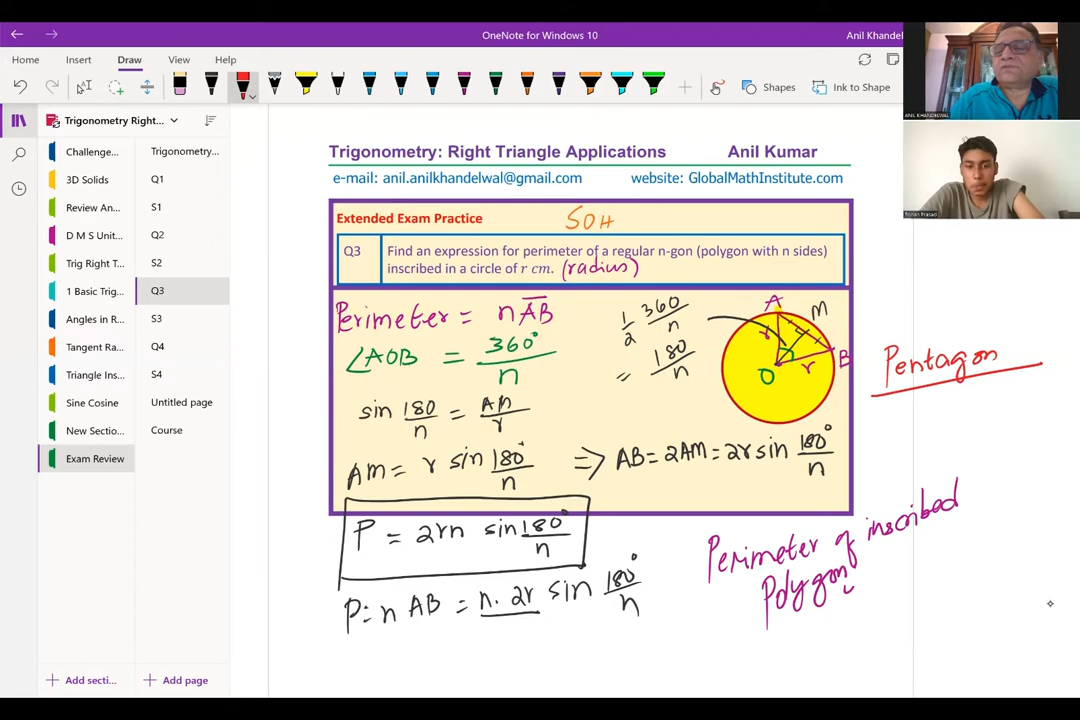 OneNote for Windows 10
Anil Khandel
Home Insert Draw View Help
Shapes
Ink to Shape
Trigonometry Right...
Challenge...
3D Solids
Review An...
D M S Unit...
Trig Right T...
1 Basic Trig...
Angles in R...
Tangent Ra...
Triangle Ins...
Sine Cosine
New Sectio...
Exam Review
Add secti...
Trigonometry...
Q1
S1
Q2
S2
Q3
S3
Q4
S4
Untitled page
Course
Add page
Trigonometry: Right Triangle Applications Anil Kumar
e-mail: anil.anilkhandelwal@gmail.com website: GlobalMathInstitute.com
Extended Exam Practice SOH
Q3 Find an expression for perimeter of a regular n-gon (polygon with n sides)
inscribed in a circle of r cm. (radius)
Perimeter = n AB
∠AOB = 360°/n
1/2 360/n
= 180/n
sin 180/n = AM/r
AM = r sin 180°/n ⇒ AB = 2AM = 2r sin 180°/n
P = 2rn sin 180°/n
P = n AB = n. 2r sin 180°/n
A
M
r
B
O
r
Pentagon
Perimeter of inscribed
Polygon
ANIL KHANDELWAL
Rohan Prasad